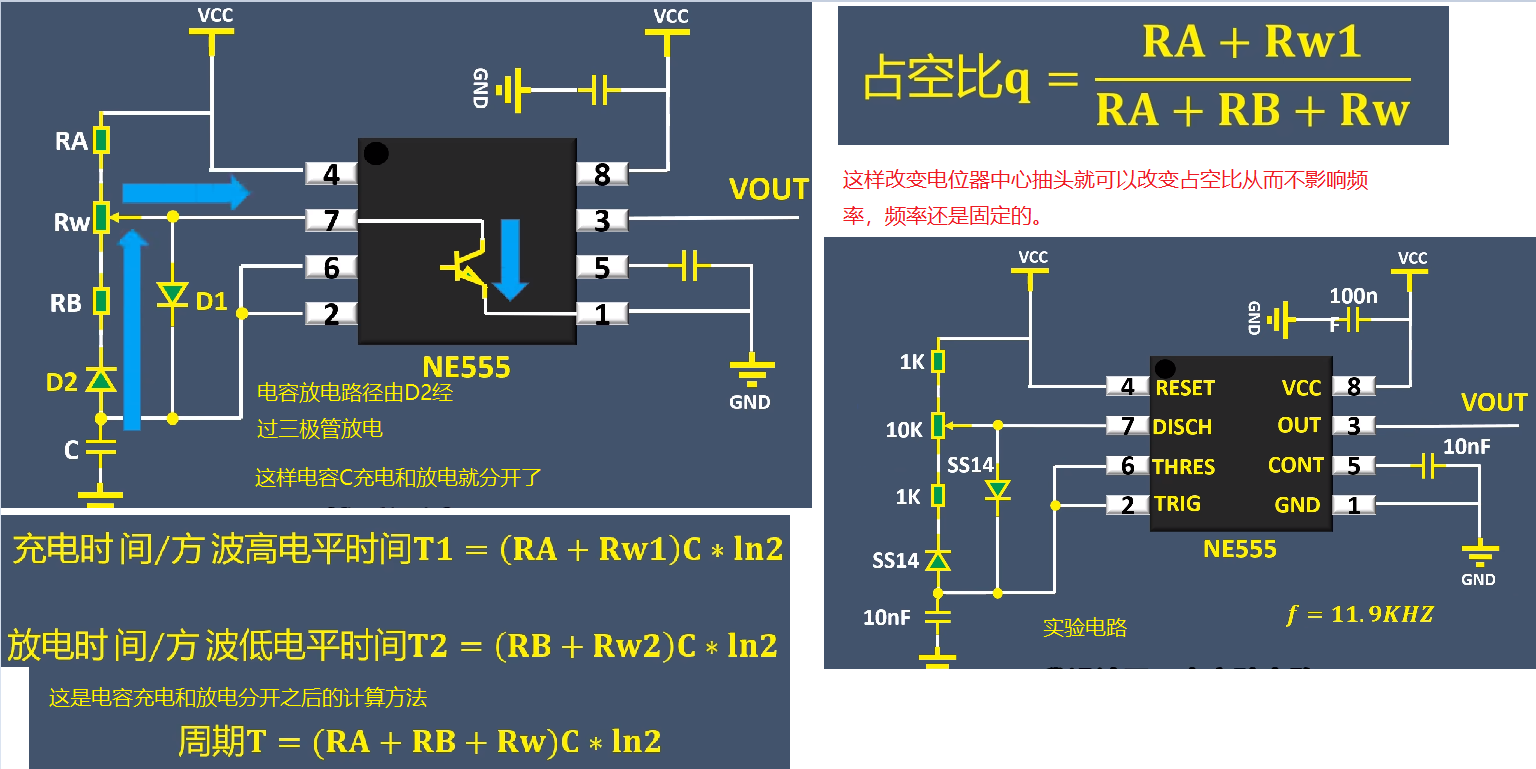 VCC
VCC
GND
RA
4
8
VOUT
Rw
7
3
6
5
RB
D1
2
1
NE555
D2
电容放电路径由D2经
过三极管放电
GND
C
这样电容C充电和放电就分开了
充电时间/方波高电平时间T1 = (RA + Rw1)C * ln2
放电时间/方波低电平时间T2 = (RB + Rw2)C * ln2
这是电容充电和放电分开之后的计算方法
周期T = (RA + RB + Rw)C * ln2
占空比q = 
RA + Rw1
RA + RB + Rw
这样改变电位器中心抽头就可以改变占空比从而不影响频
率，频率还是固定的。
VCC
VCC
GND
100n
F
1K
4 RESET
VCC 8
VOUT
10K
7 DISCH
OUT 3
10nF
SS14
6 THRES
CONT 5
1K
2 TRIG
GND 1
NE555
SS14
GND
10nF
实验电路
f = 11.9KHZ